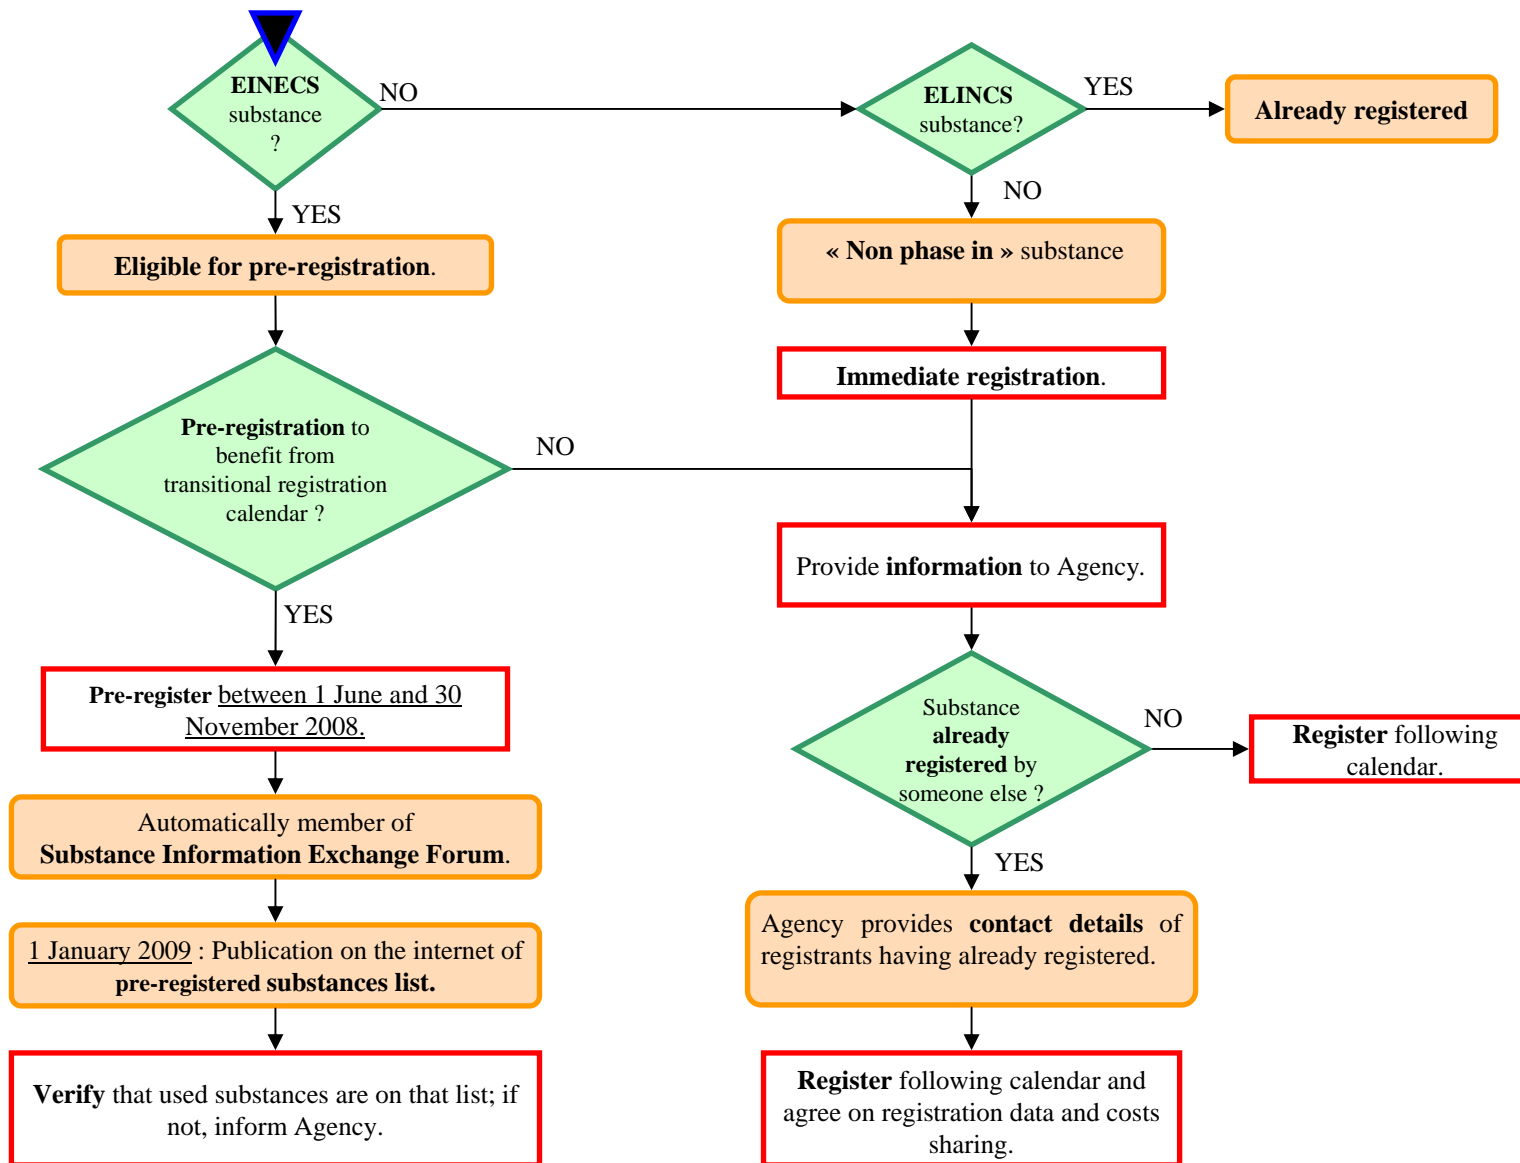 EINECS
substance
?
NO
ELINCS
substance?
YES
Already registered
YES
NO
Eligible for pre-registration.
« Non phase in » substance
Immediate registration.
Pre-registration to
benefit from
transitional registration
calendar ?
NO
Provide information to Agency.
YES
Pre-register between 1 June and 30
November 2008.
Substance
already
registered by
someone else ?
NO
Register following
calendar.
Automatically member of
Substance Information Exchange Forum.
YES
1 January 2009 : Publication on the internet of
pre-registered substances list.
Agency provides contact details of
registrants having already registered.
Verify that used substances are on that list; if
not, inform Agency.
Register following calendar and
agree on registration data and costs
sharing.